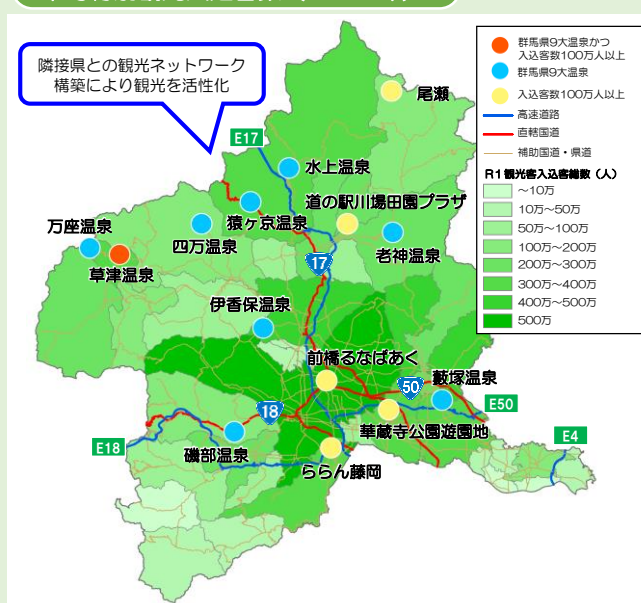 隣接県との観光ネットワーク
構築により観光を活性化
群馬県9大温泉かつ
入込客数100万人以上
群馬県9大温泉
入込客数100万人以上
高速道路
直轄国道
補助国道・県道
R1観光客入込客総数(人)
~10万
10万~50万
50万~100万
100万~200万
200万~300万
300万~400万
400万~500万
500万
尾瀬
E17
水上温泉
道の駅川場田園プラザ
猿ヶ京温泉
万座温泉
四万温泉
老神温泉
草津温泉
17
伊香保温泉
前橋るなぱあく
藪塚温泉
50
18
E50
華蔵寺公園遊園地
E18
E4
磯部温泉
ららん藤岡